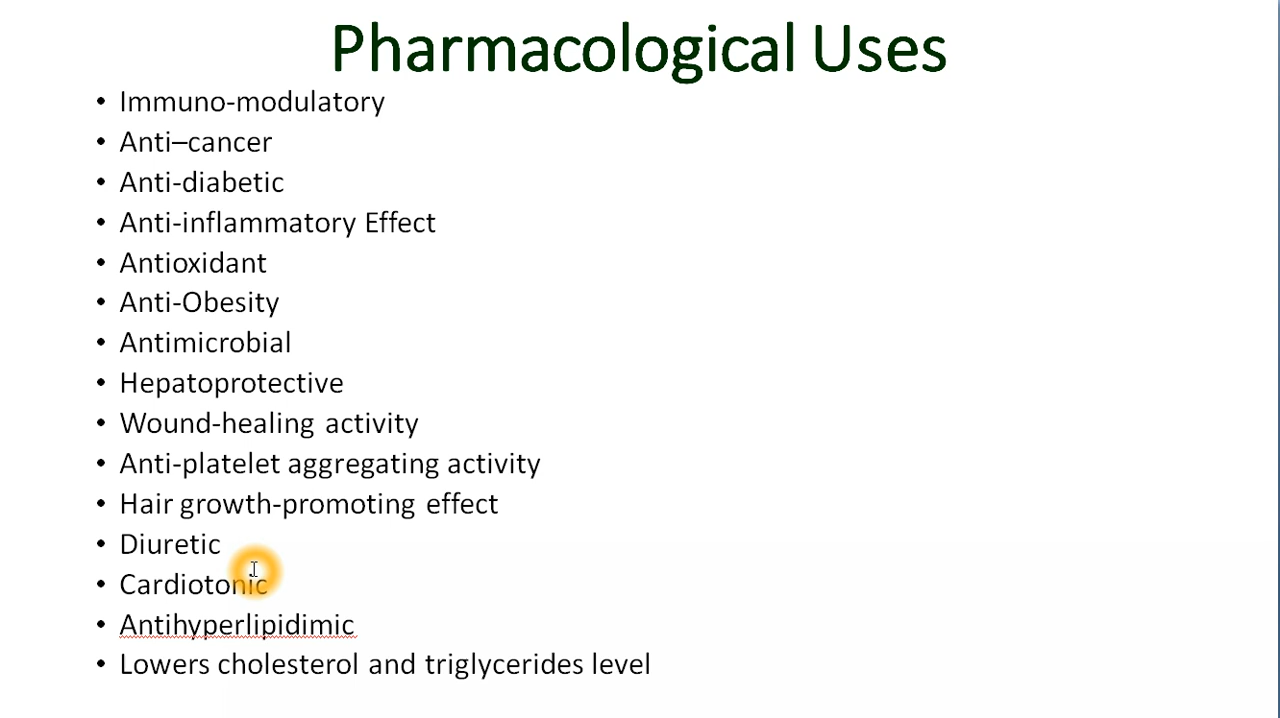 Pharmacological Uses
• Immuno-modulatory
• Anti–cancer
• Anti-diabetic
• Anti-inflammatory Effect
• Antioxidant
• Anti-Obesity
• Antimicrobial
• Hepatoprotective
• Wound-healing activity
• Anti-platelet aggregating activity
• Hair growth-promoting effect
• Diuretic
• Cardiotonic
• Antihyperlipidimic
• Lowers cholesterol and triglycerides level